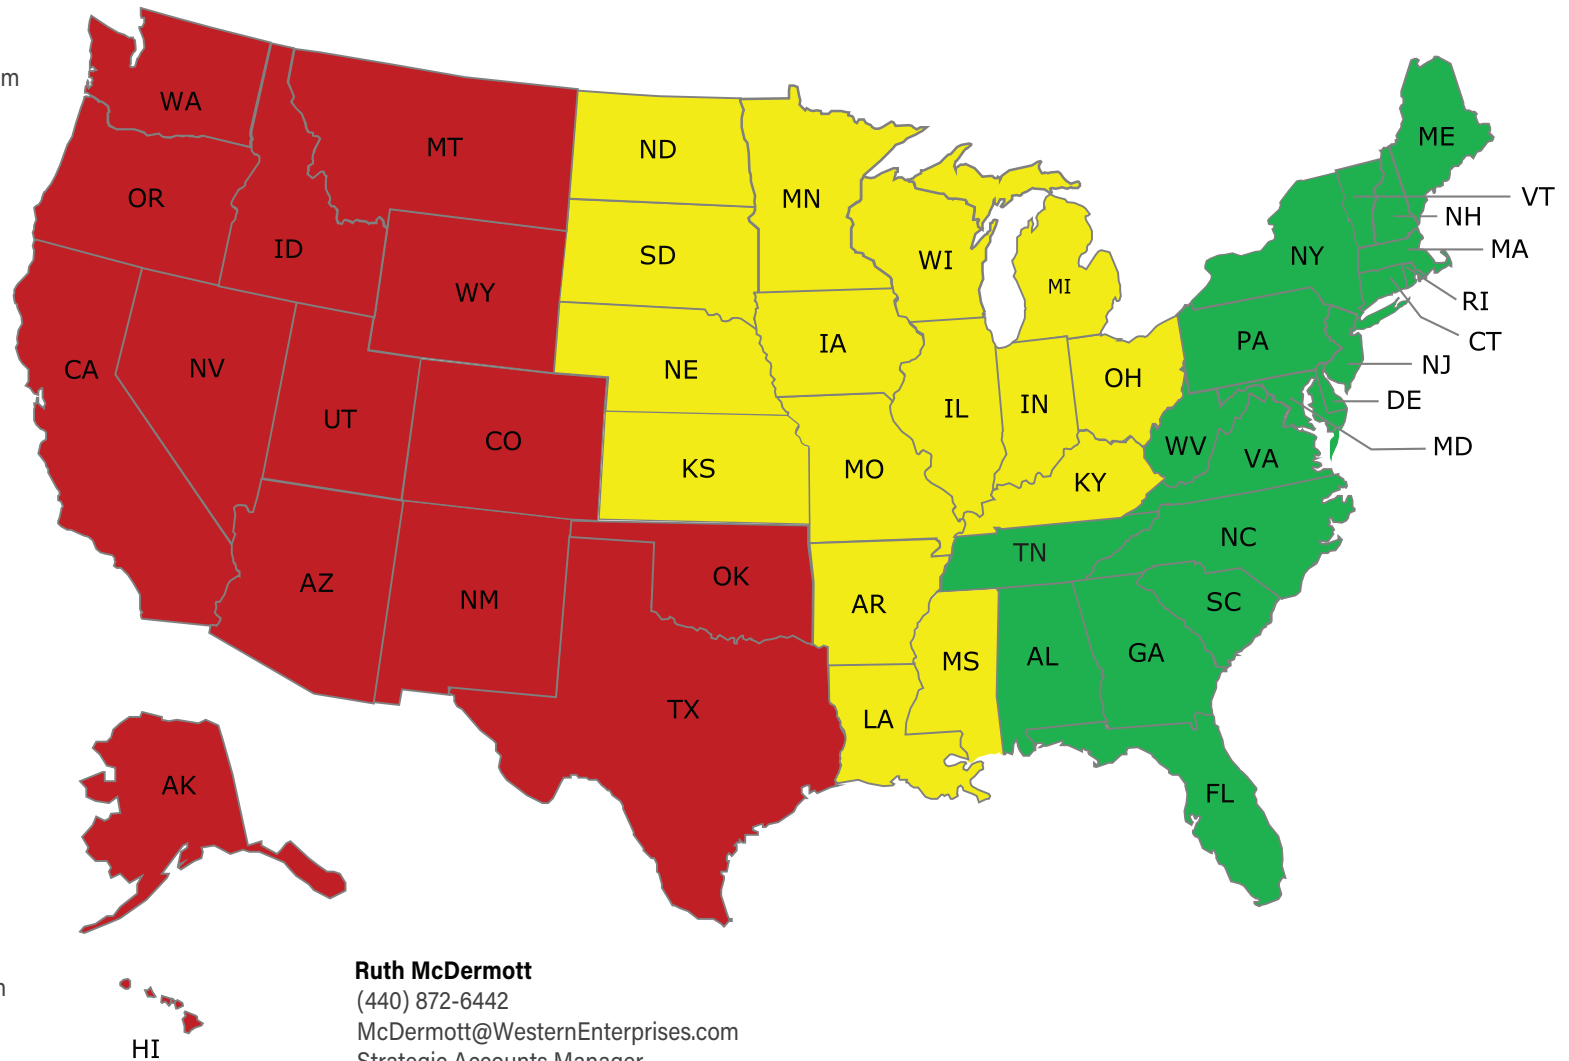 m
WA
MT
ND
ME
OR
MN
VT
NH
ID
SD
WI
NY
MA
WY
MI
RI
CA
NV
NE
IA
PA
CT
OH
NJ
UT
CO
IL
IN
DE
KS
MO
KY
WV
VA
MD
TN
NC
AZ
NM
OK
AR
SC
MS
AL
GA
TX
LA
AK
FL
HI
Ruth McDermott
(440) 872-6442
McDermott@WesternEnterprises.com
Strategic Accounts Manager